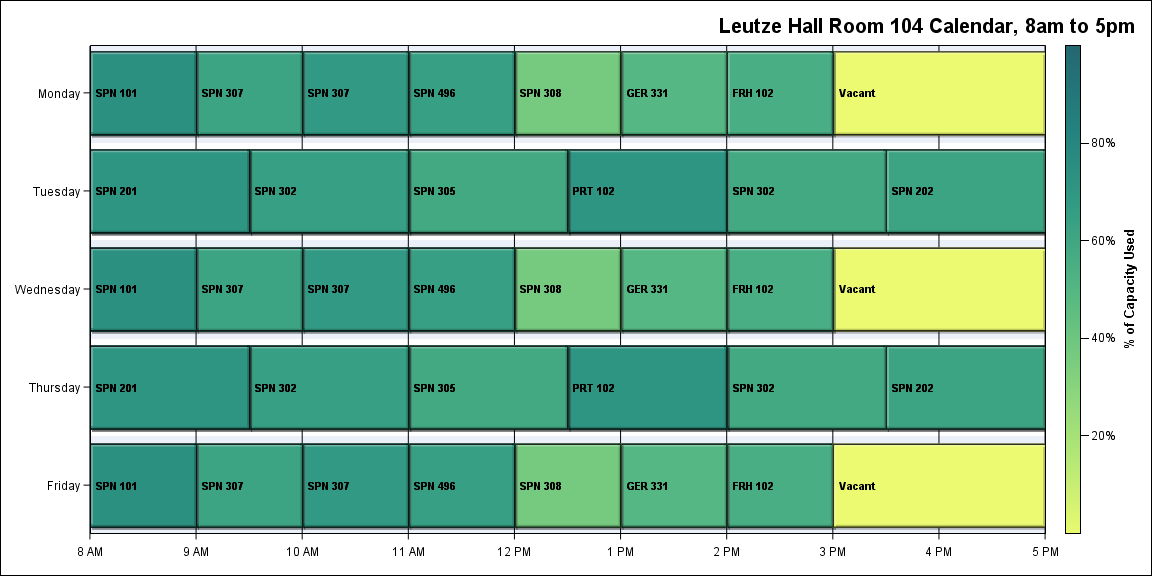 Leutze Hall Room 104 Calendar, 8am to 5pm
Monday
SPN 101
SPN 307
SPN 307
SPN 496
SPN 308
GER 331
FRH 102
Vacant
Tuesday
SPN 201
SPN 302
SPN 305
PRT 102
SPN 302
SPN 202
Wednesday
SPN 101
SPN 307
SPN 307
SPN 496
SPN 308
GER 331
FRH 102
Vacant
Thursday
SPN 201
SPN 302
SPN 305
PRT 102
SPN 302
SPN 202
Friday
SPN 101
SPN 307
SPN 307
SPN 496
SPN 308
GER 331
FRH 102
Vacant
8 AM
9 AM
10 AM
11 AM
12 PM
1 PM
2 PM
3 PM
4 PM
5 PM
80%
60%
40%
20%
% of Capacity Used